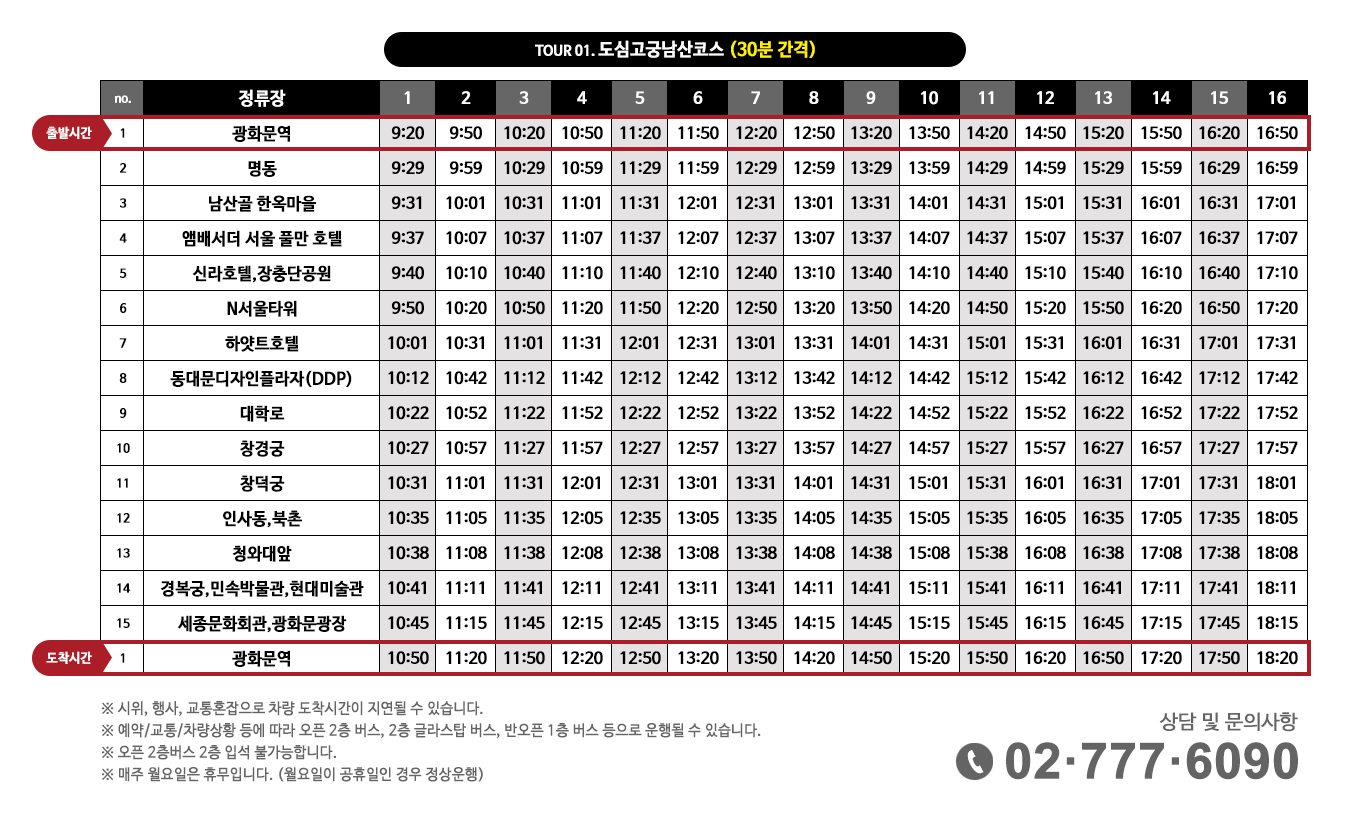 TOUR 01. 도심고궁남산코스 (30분 간격)
no. 정류장 1 2 3 4 5 6 7 8 9 10 11 12 13 14 15 16
출발시간 1 광화문역 9:20 9:50 10:20 10:50 11:20 11:50 12:20 12:50 13:20 13:50 14:20 14:50 15:20 15:50 16:20 16:50
2 명동 9:29 9:59 10:29 10:59 11:29 11:59 12:29 12:59 13:29 13:59 14:29 14:59 15:29 15:59 16:29 16:59
3 남산골 한옥마을 9:31 10:01 10:31 11:01 11:31 12:01 12:31 13:01 13:31 14:01 14:31 15:01 15:31 16:01 16:31 17:01
4 앰배서더 서울 풀만 호텔 9:37 10:07 10:37 11:07 11:37 12:07 12:37 13:07 13:37 14:07 14:37 15:07 15:37 16:07 16:37 17:07
5 신라호텔,장충단공원 9:40 10:10 10:40 11:10 11:40 12:10 12:40 13:10 13:40 14:10 14:40 15:10 15:40 16:10 16:40 17:10
6 N서울타워 9:50 10:20 10:50 11:20 11:50 12:20 12:50 13:20 13:50 14:20 14:50 15:20 15:50 16:20 16:50 17:20
7 하얏트호텔 10:01 10:31 11:01 11:31 12:01 12:31 13:01 13:31 14:01 14:31 15:01 15:31 16:01 16:31 17:01 17:31
8 동대문디자인플라자(DDP) 10:12 10:42 11:12 11:42 12:12 12:42 13:12 13:42 14:12 14:42 15:12 15:42 16:12 16:42 17:12 17:42
9 대학로 10:22 10:52 11:22 11:52 12:22 12:52 13:22 13:52 14:22 14:52 15:22 15:52 16:22 16:52 17:22 17:52
10 창경궁 10:27 10:57 11:27 11:57 12:27 12:57 13:27 13:57 14:27 14:57 15:27 15:57 16:27 16:57 17:27 17:57
11 창덕궁 10:31 11:01 11:31 12:01 12:31 13:01 13:31 14:01 14:31 15:01 15:31 16:01 16:31 17:01 17:31 18:01
12 인사동,북촌 10:35 11:05 11:35 12:05 12:35 13:05 13:35 14:05 14:35 15:05 15:35 16:05 16:35 17:05 17:35 18:05
13 청와대앞 10:38 11:08 11:38 12:08 12:38 13:08 13:38 14:08 14:38 15:08 15:38 16:08 16:38 17:08 17:38 18:08
14 경복궁,민속박물관,현대미술관 10:41 11:11 11:41 12:11 12:41 13:11 13:41 14:11 14:41 15:11 15:41 16:11 16:41 17:11 17:41 18:11
15 세종문화회관,광화문광장 10:45 11:15 11:45 12:15 12:45 13:15 13:45 14:15 14:45 15:15 15:45 16:15 16:45 17:15 17:45 18:15
도착시간 1 광화문역 10:50 11:20 11:50 12:20 12:50 13:20 13:50 14:20 14:50 15:20 15:50 16:20 16:50 17:20 17:50 18:20
※ 시위, 행사, 교통혼잡으로 차량 도착시간이 지연될 수 있습니다.
※ 예약/교통/차량상황 등에 따라 오픈 2층 버스, 2층 글라스탑 버스, 반오픈 1층 버스 등으로 운행될 수 있습니다.
※ 오픈 2층버스 2층 입석 불가능합니다.
※ 매주 월요일은 휴무입니다. (월요일이 공휴일인 경우 정상운행)
상담 및 문의사항
02·777·6090